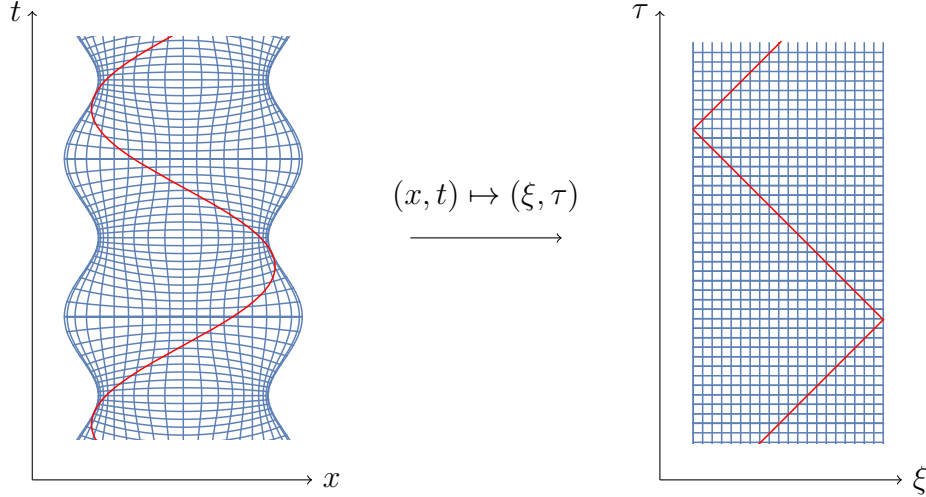 t
x
(x, t) ↦ (ξ, τ)
τ
ξ